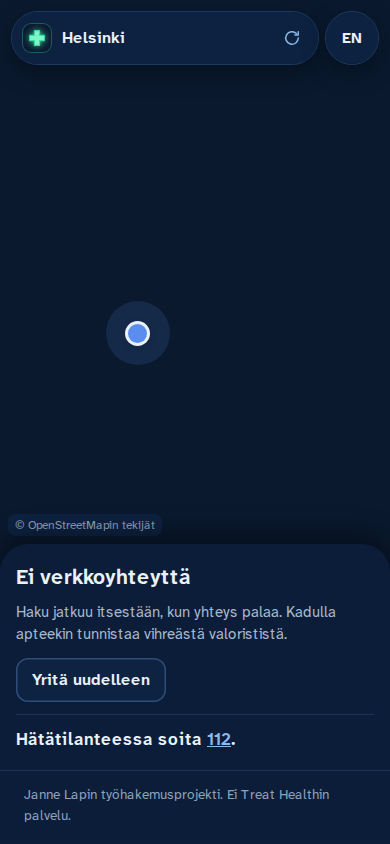 Helsinki
EN
© OpenStreetMapin tekijät
Ei verkkoyhteyttä
Haku jatkuu itsestään, kun yhteys palaa. Kadulla
apteekin tunnistaa vihreästä valorististä.
Yritä uudelleen
Hätätilanteessa soita 112.
Janne Lapin työhakemusprojekti. Ei Treat Healthin
palvelu.